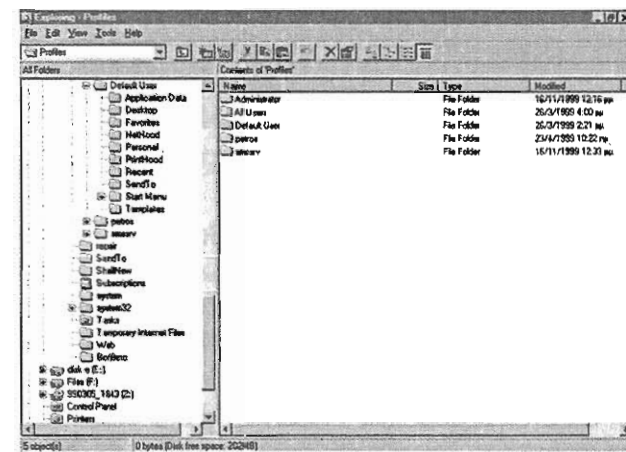 Exploring - Profiles
File Edit View Tools Help
Profiles
All Folders
Contents of 'Profiles'
Default User
Application Data
Desktop
Favorites
NetHood
Personal
PrintHood
Recent
SendTo
Start Menu
Templates
petros
repair
SendTo
ShellNew
Subscriptions
system
system32
Tasks
Temporary Internet Files
Web
disk e (E:)
Files (F:)
990305_1843 (Z:)
Control Panel
Printers
Name Size Type Modified
Administrator File Folder 16/11/1999 12:16 μμ
All Users File Folder 26/3/1999 4:00 μμ
Default User File Folder 26/3/1999 2:21 μμ
petros File Folder 23/4/1999 10:22 πμ
File Folder 16/11/1999 12:33 μμ
5 object(s)
0 bytes (Disk free space: 202MB)